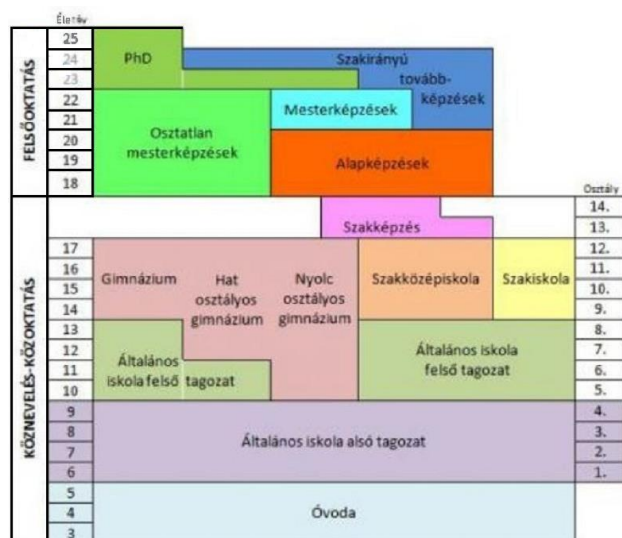 Életév
25
24
23
22
21
20
19
18
17
16
15
14
13
12
11
10
9
8
7
6
5
4
3
FELSŐOKTATÁS
KÖZNEVELÉS-KÖZOKTATÁS
PhD
Szakirányú
tovább-
képzések
Mesterképzések
Osztatlan
mesterképzések
Alapképzések
Szakképzés
Gimnázium
Hat
osztályos
gimnázium
Nyolc
osztályos
gimnázium
Szakközépiskola
Szakiskola
Általános
iskola felső tagozat
Általános iskola
felső tagozat
Általános iskola alsó tagozat
Óvoda
Osztály
14.
13.
12.
11.
10.
9.
8.
7.
6.
5.
4.
3.
2.
1.